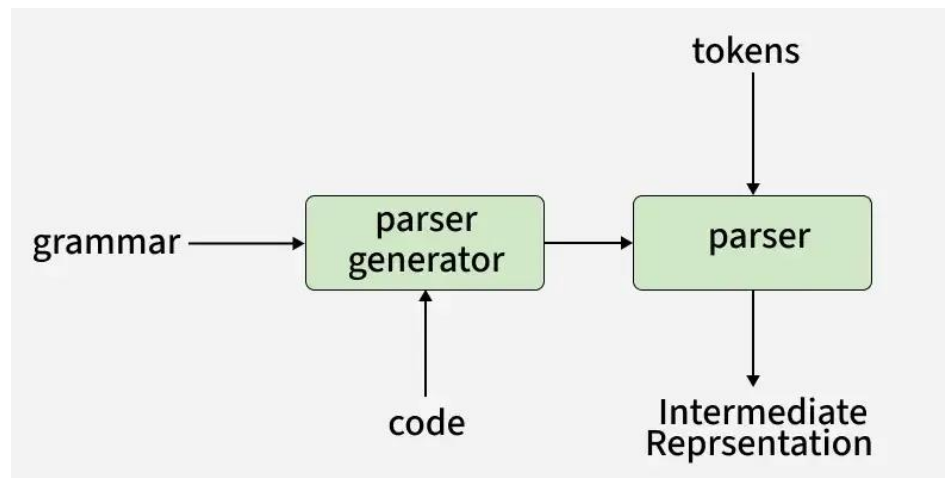 tokens
grammar
parser
generator
parser
code
Intermediate
Reprsentation